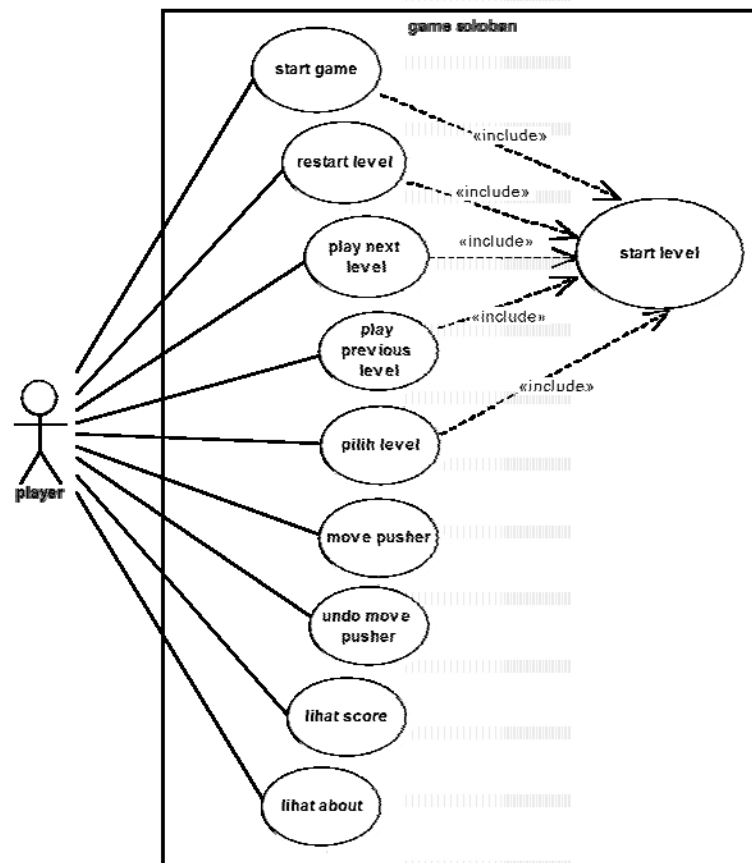 game sokoban
start game
«include»
restart level
«include»
play next
level
«include»
start level
play
previous
level
«include»
pilih level
«include»
player
move pusher
undo move
pusher
lihat score
lihat about